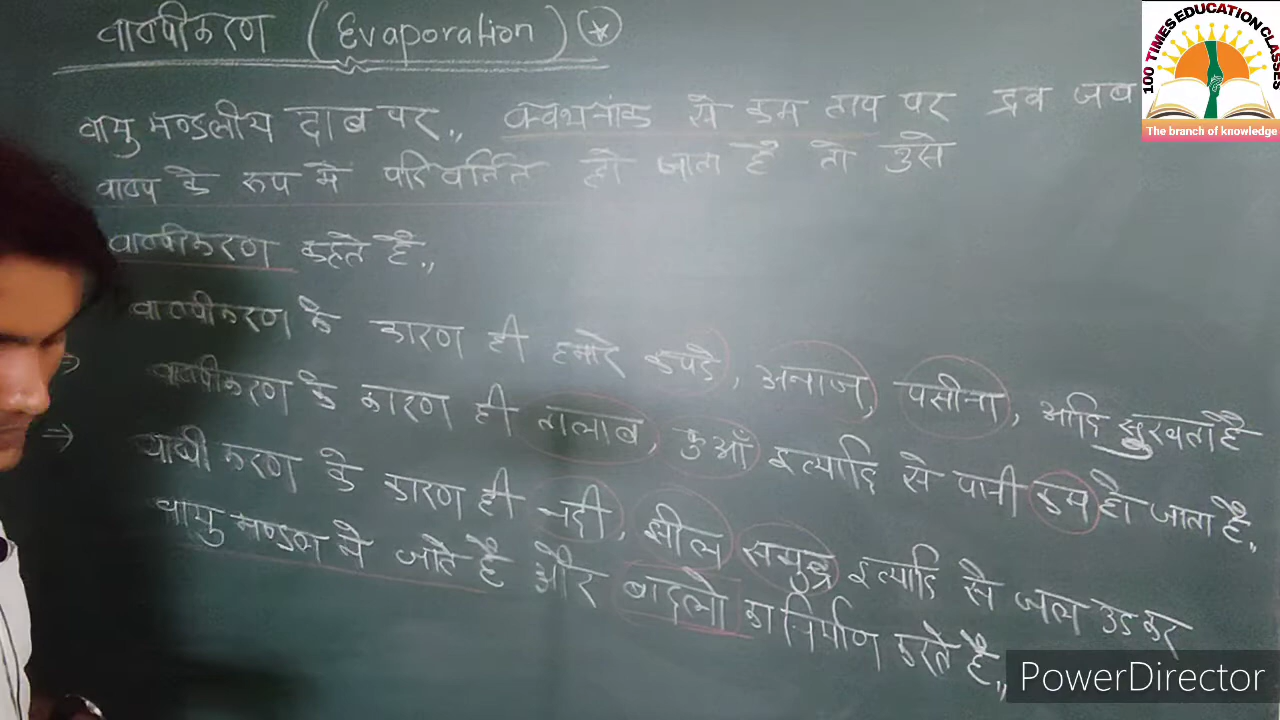 वाष्पीकरण (Evaporation)
वायु मण्डलीय दाब पर,, क्वथनांक से कम ताप पर द्रव जब
वाष्प के रूप मे परिवर्तित हो जाता है तो उसे
वाष्पीकरण कहते है,,
वाष्पीकरण के कारण ही हमारे कपडे, अनाज, पसीना, आदि सुखता है
वाष्पीकरण के कारण ही तालाब, कुआँ इत्यादि से पानी कम हो जाता है,,
वाष्पीकरण के कारण ही नदी, झील समुद्र इत्यादि से जल उडकर
वायु मण्डल मे जाते है और बादलो का निर्माण करते है,,
100 TIMES EDUCATION CLASSES
The branch of knowledge
PowerDirector